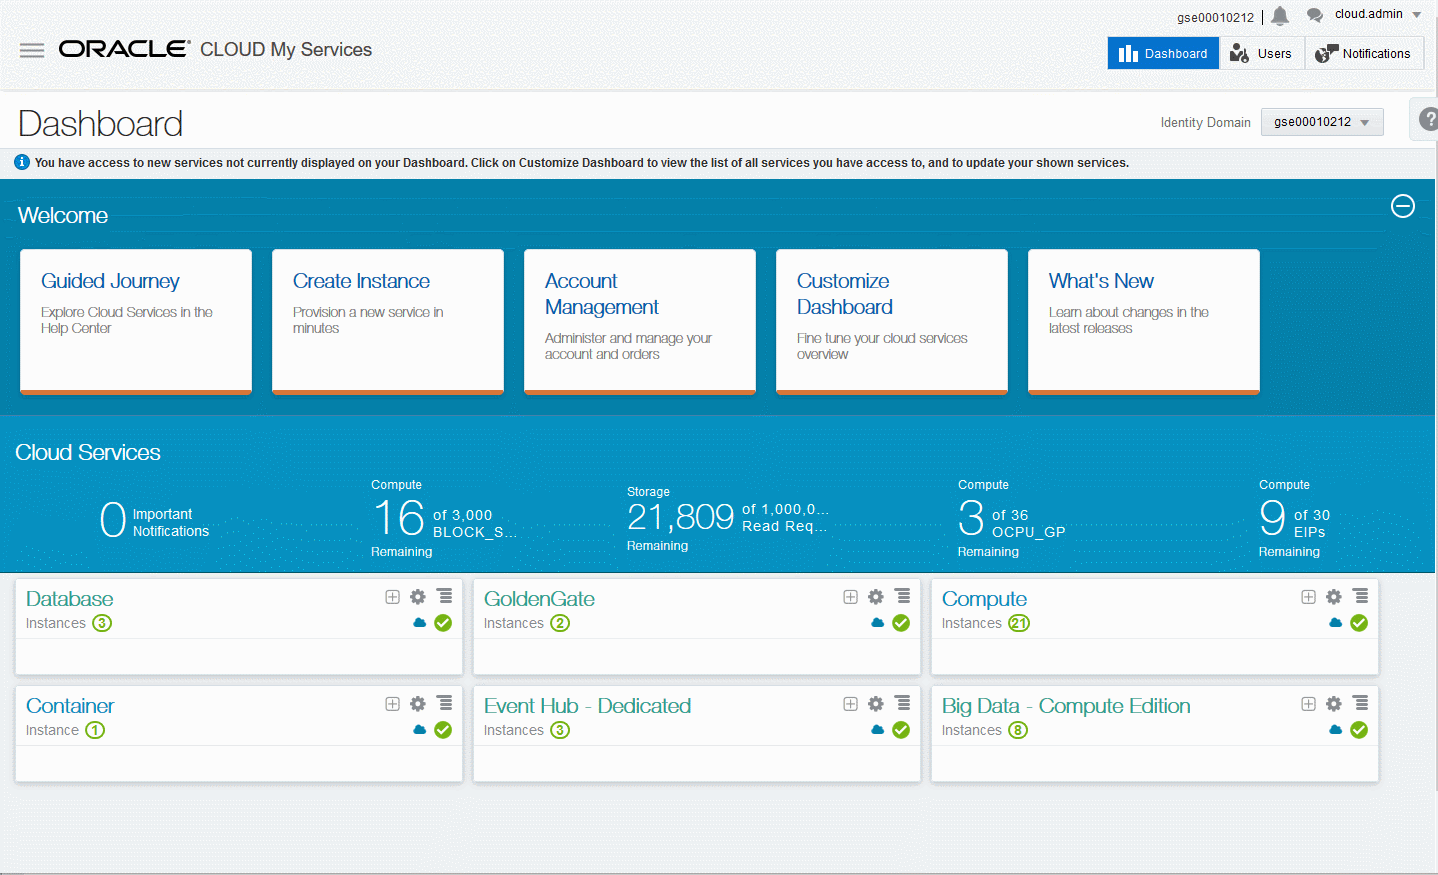 gse00010212
cloud.admin
ORACLE® CLOUD My Services
Dashboard
Users
Notifications
Dashboard
Identity Domain
gse00010212
?
You have access to new services not currently displayed on your Dashboard. Click on Customize Dashboard to view the list of all services you have access to, and to update your shown services.
Welcome
Guided Journey
Explore Cloud Services in the
Help Center
Create Instance
Provision a new service in
minutes
Account
Management
Administer and manage your
account and orders
Customize
Dashboard
Fine tune your cloud services
overview
What's New
Learn about changes in the
latest releases
Cloud Services
0 Important
Notifications
Compute
16 of 3,000
BLOCK_S...
Remaining
Storage
21,809 of 1,000,0...
Read Req...
Remaining
Compute
3 of 36
OCPU_GP
Remaining
Compute
9 of 30
EIPs
Remaining
Database
Instances 3
GoldenGate
Instances 2
Compute
Instances 21
Container
Instance 1
Event Hub - Dedicated
Instances 3
Big Data - Compute Edition
Instances 8